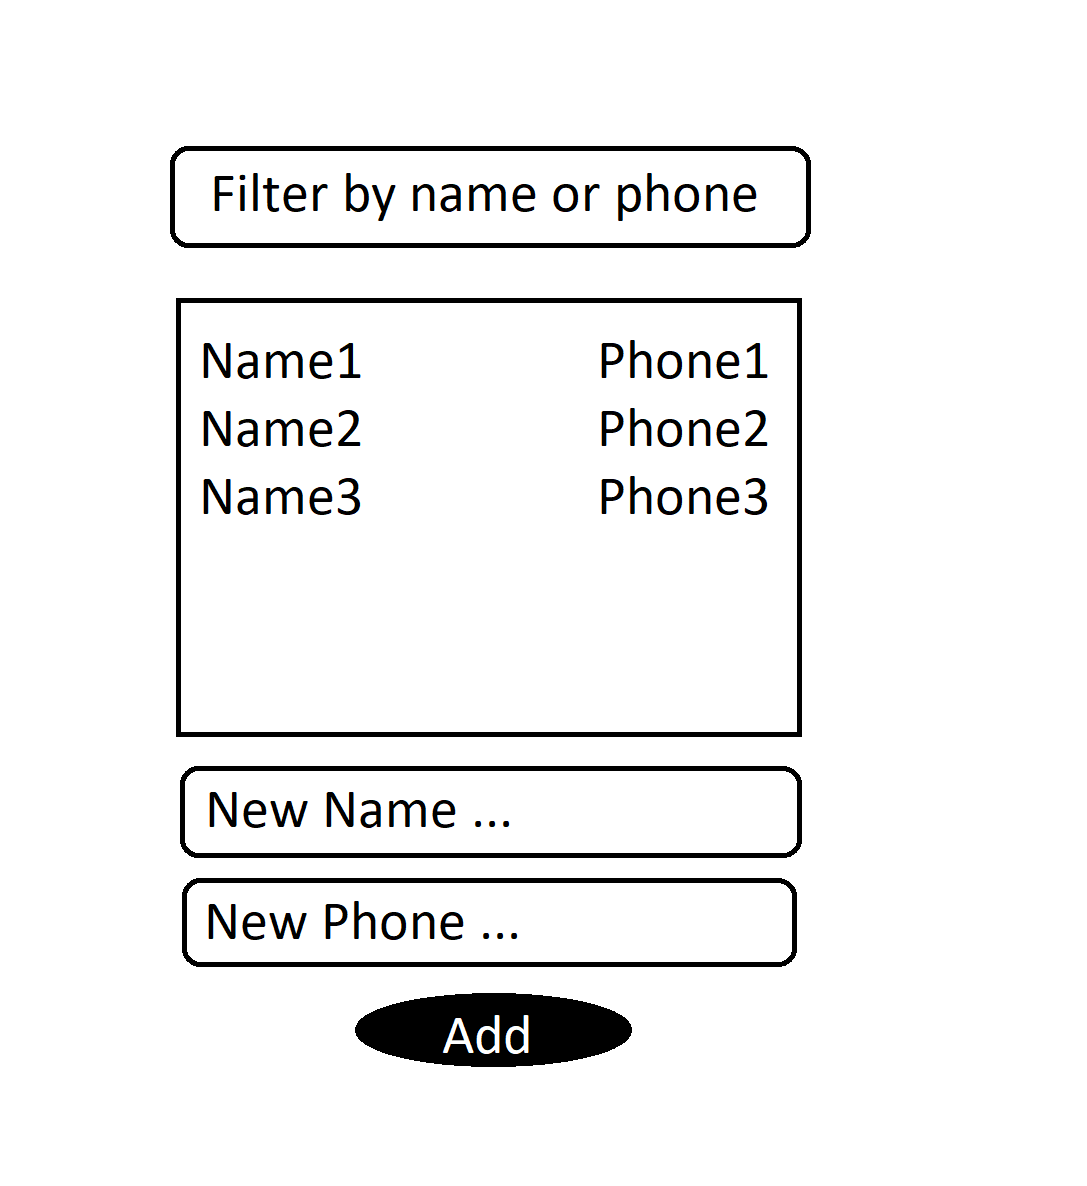 Filter by name or phone
Name1 Phone1
Name2 Phone2
Name3 Phone3
New Name ...
New Phone ...
Add